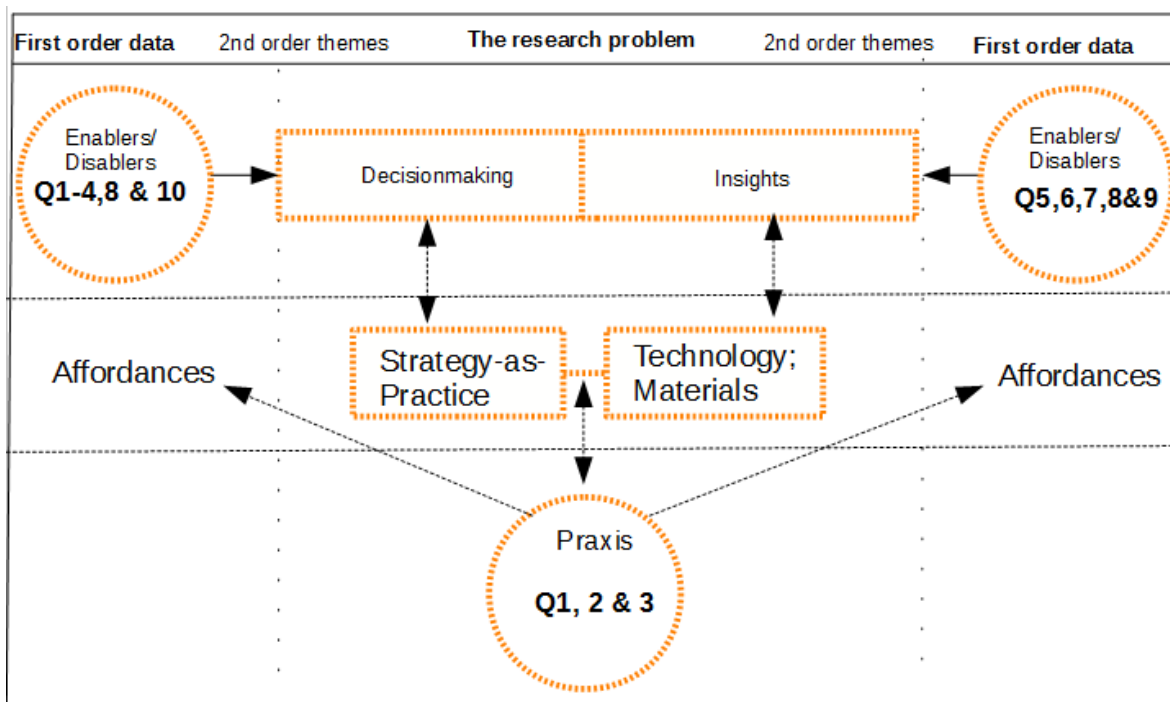 First order data
2nd order themes
The research problem
2nd order themes
First order data
Enablers/
Disablers
Q1-4,8 & 10
Decisionmaking
Insights
Enablers/
Disablers
Q5,6,7,8&9
Affordances
Strategy-as-
Practice
Technology;
Materials
Affordances
Praxis
Q1, 2 & 3